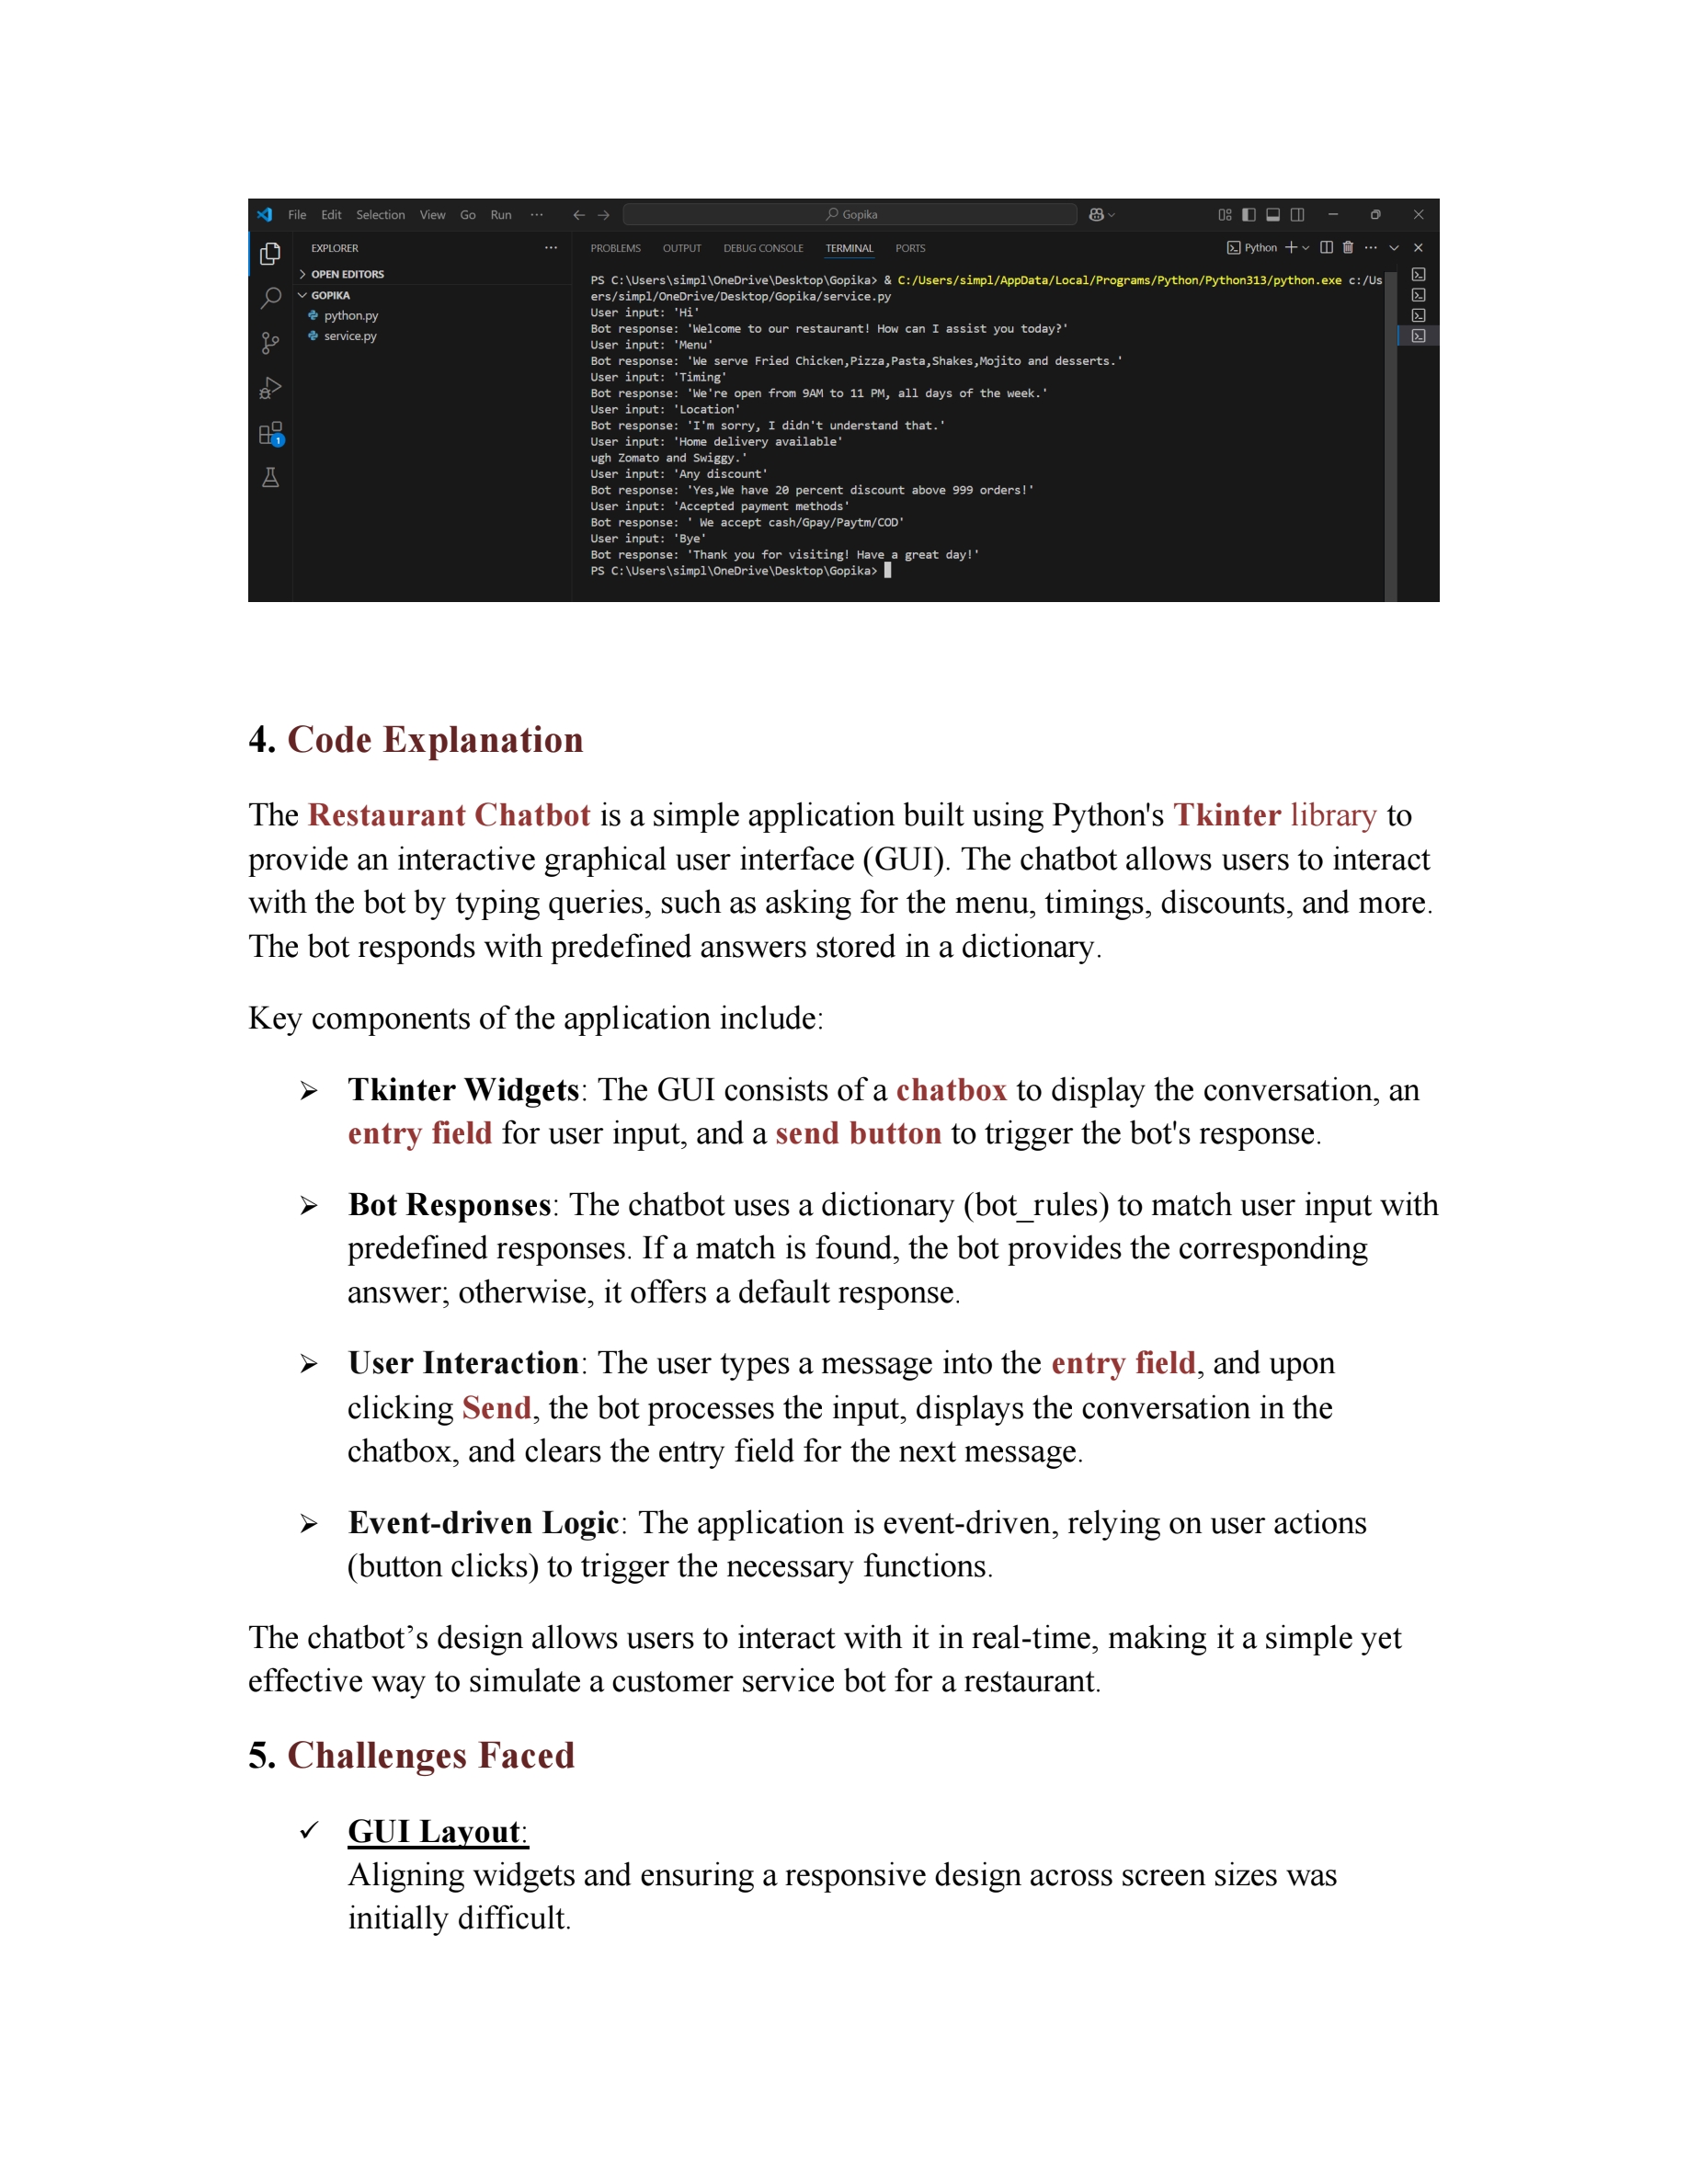 File Edit Selection View Go Run ··· ← → Gopika
EXPLORER ··· PROBLEMS OUTPUT DEBUG CONSOLE TERMINAL PORTS Python
OPEN EDITORS
GOPIKA
python.py
service.py
1
PS C:\Users\simpl\OneDrive\Desktop\Gopika> & C:/Users/simpl/AppData/Local/Programs/Python/Python313/python.exe c:/Us
ers/simpl/OneDrive/Desktop/Gopika/service.py
User input: 'Hi'
Bot response: 'Welcome to our restaurant! How can I assist you today?'
User input: 'Menu'
Bot response: 'We serve Fried Chicken,Pizza,Pasta,Shakes,Mojito and desserts.'
User input: 'Timing'
Bot response: 'We're open from 9AM to 11 PM, all days of the week.'
User input: 'Location'
Bot response: 'I'm sorry, I didn't understand that.'
User input: 'Home delivery available'
ugh Zomato and Swiggy.'
User input: 'Any discount'
Bot response: 'Yes,We have 20 percent discount above 999 orders!'
User input: 'Accepted payment methods'
Bot response: ' We accept cash/Gpay/Paytm/COD'
User input: 'Bye'
Bot response: 'Thank you for visiting! Have a great day!'
PS C:\Users\simpl\OneDrive\Desktop\Gopika>
4. Code Explanation
The Restaurant Chatbot is a simple application built using Python's Tkinter library to
provide an interactive graphical user interface (GUI). The chatbot allows users to interact
with the bot by typing queries, such as asking for the menu, timings, discounts, and more.
The bot responds with predefined answers stored in a dictionary.
Key components of the application include:
➢ Tkinter Widgets: The GUI consists of a chatbox to display the conversation, an
entry field for user input, and a send button to trigger the bot's response.
➢ Bot Responses: The chatbot uses a dictionary (bot_rules) to match user input with
predefined responses. If a match is found, the bot provides the corresponding
answer; otherwise, it offers a default response.
➢ User Interaction: The user types a message into the entry field, and upon
clicking Send, the bot processes the input, displays the conversation in the
chatbox, and clears the entry field for the next message.
➢ Event-driven Logic: The application is event-driven, relying on user actions
(button clicks) to trigger the necessary functions.
The chatbot’s design allows users to interact with it in real-time, making it a simple yet
effective way to simulate a customer service bot for a restaurant.
5. Challenges Faced
✓ GUI Layout:
Aligning widgets and ensuring a responsive design across screen sizes was
initially difficult.